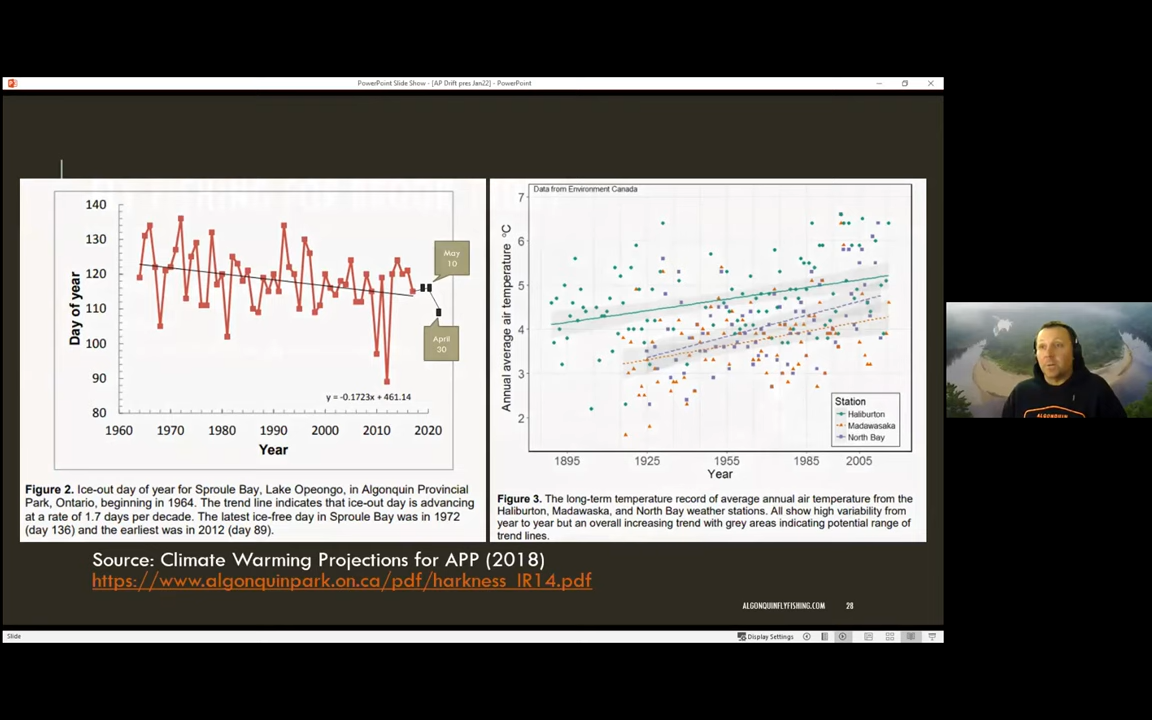 PowerPoint Slide Show - [AP Drift pres Jan22] - PowerPoint
140
130
120
110
100
90
80
Day of year
1960 1970 1980 1990 2000 2010 2020
Year
May
10
April
30
y = -0.1723x + 461.14
Figure 2. Ice-out day of year for Sproule Bay, Lake Opeongo, in Algonquin Provincial
Park, Ontario, beginning in 1964. The trend line indicates that ice-out day is advancing
at a rate of 1.7 days per decade. The latest ice-free day in Sproule Bay was in 1972
(day 136) and the earliest was in 2012 (day 89).
Data from Environment Canada
7
6
5
4
3
2
Annual average air temperature °C
1895 1925 1955 1985 2005
Year
Station
Haliburton
Madawasaka
North Bay
Figure 3. The long-term temperature record of average annual air temperature from the
Haliburton, Madawaska, and North Bay weather stations. All show high variability from
year to year but an overall increasing trend with grey areas indicating potential range of
trend lines.
Source: Climate Warming Projections for APP (2018)
https://www.algonquinpark.on.ca/pdf/harkness_IR14.pdf
ALGONQUINFLYFISHING.COM 28
Slide
Display Settings
ALGONQUIN